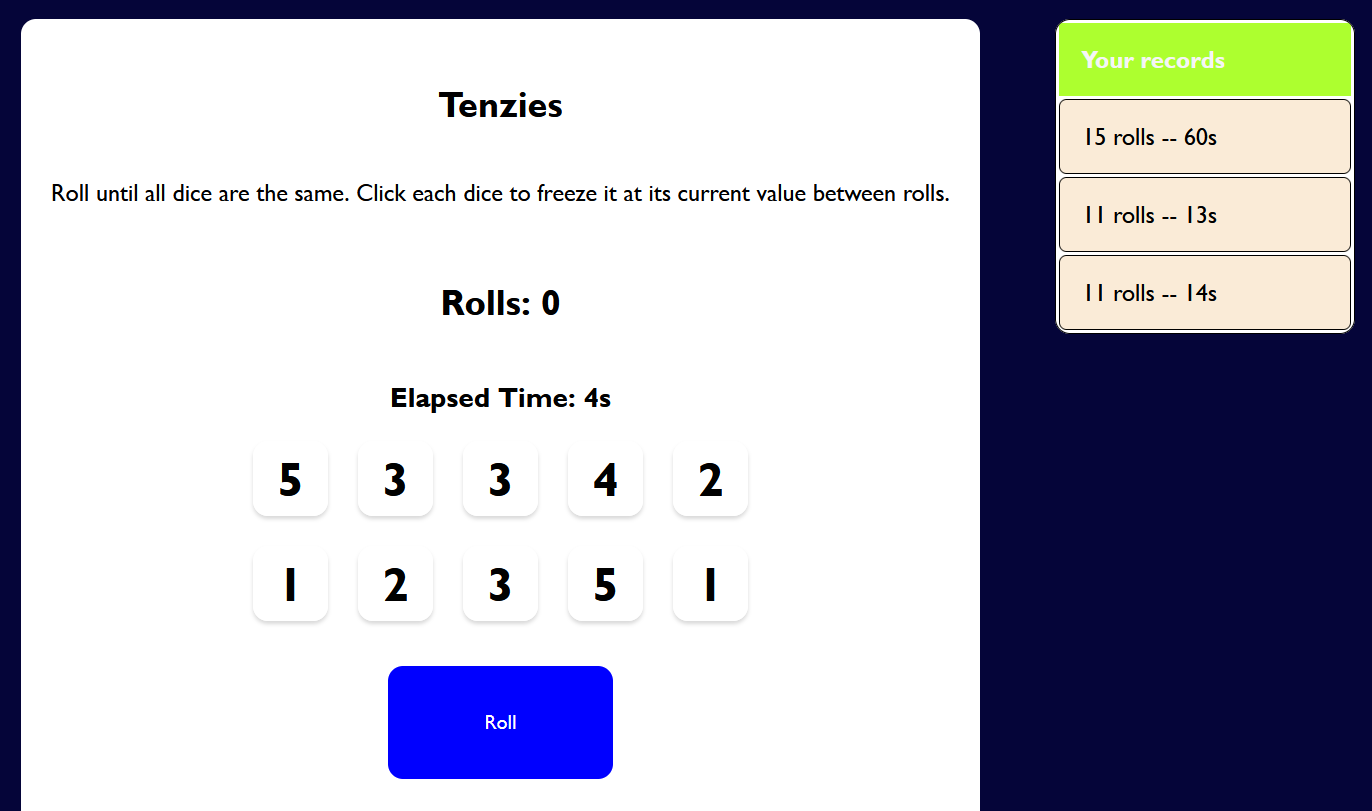 Tenzies
Roll until all dice are the same. Click each dice to freeze it at its current value between rolls.
Rolls: 0
Elapsed Time: 4s
5 3 3 4 2
1 2 3 5 1
Roll
Your records
15 rolls -- 60s
11 rolls -- 13s
11 rolls -- 14s